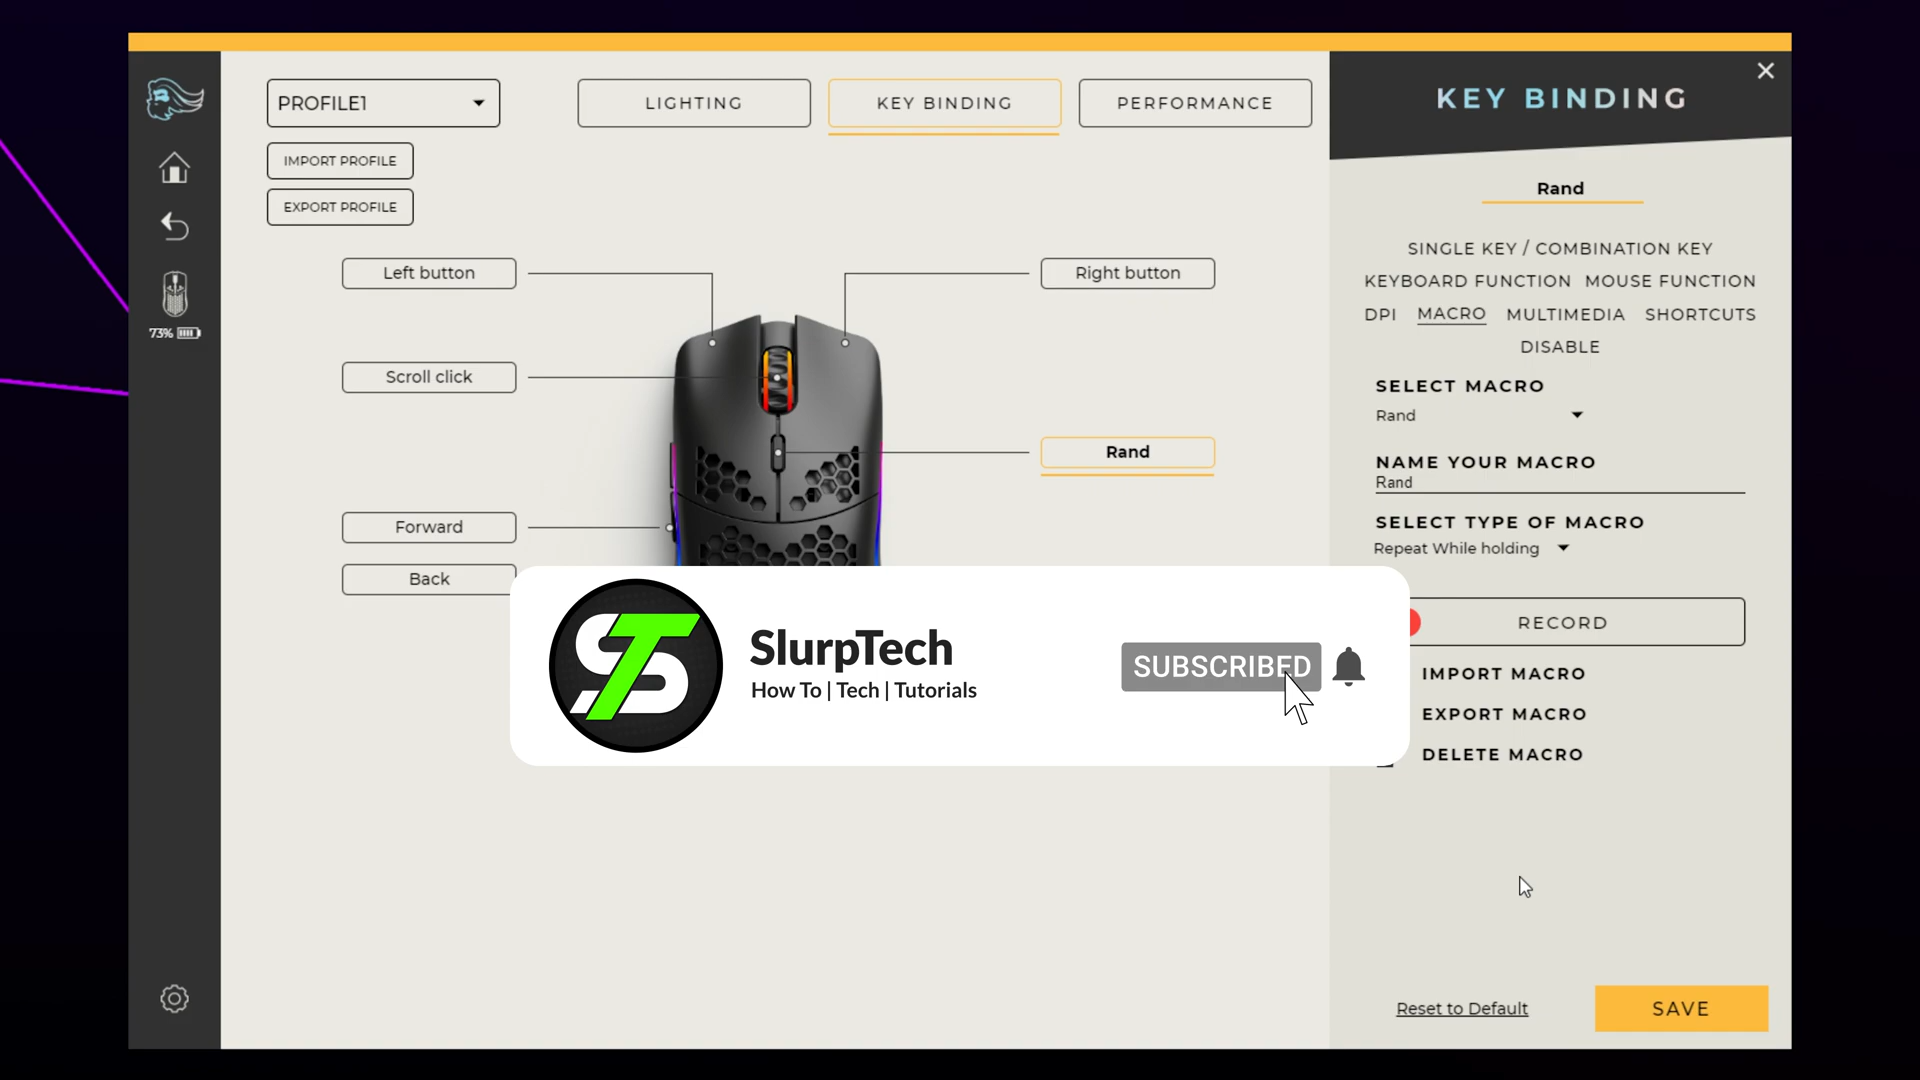 PROFILE1
LIGHTING
KEY BINDING
PERFORMANCE
IMPORT PROFILE
EXPORT PROFILE
73%
Left button
Right button
Scroll click
Rand
Forward
Back
KEY BINDING
Rand
SINGLE KEY / COMBINATION KEY
KEYBOARD FUNCTION MOUSE FUNCTION
DPI MACRO MULTIMEDIA SHORTCUTS
DISABLE
SELECT MACRO
Rand
NAME YOUR MACRO
Rand
SELECT TYPE OF MACRO
Repeat While holding
RECORD
IMPORT MACRO
EXPORT MACRO
DELETE MACRO
Reset to Default
SAVE
ST
SlurpTech
How To | Tech | Tutorials
SUBSCRIBED